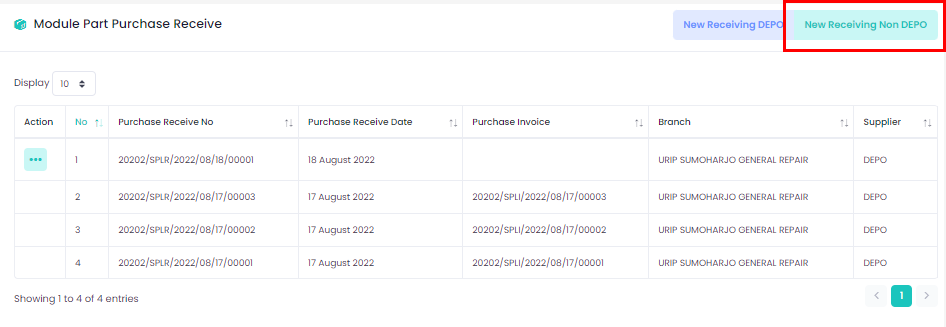 Module Part Purchase Receive
New Receiving DEPO
New Receiving Non DEPO
Display 10
Action No Purchase Receive No Purchase Receive Date Purchase Invoice Branch Supplier
1 20202/SPLR/2022/08/18/00001 18 August 2022 URIP SUMOHARJO GENERAL REPAIR DEPO
2 20202/SPLR/2022/08/17/00003 17 August 2022 20202/SPLI/2022/08/17/00003 URIP SUMOHARJO GENERAL REPAIR DEPO
3 20202/SPLR/2022/08/17/00002 17 August 2022 20202/SPLI/2022/08/17/00002 URIP SUMOHARJO GENERAL REPAIR DEPO
4 20202/SPLR/2022/08/17/00001 17 August 2022 20202/SPLI/2022/08/17/00001 URIP SUMOHARJO GENERAL REPAIR DEPO
Showing 1 to 4 of 4 entries
1